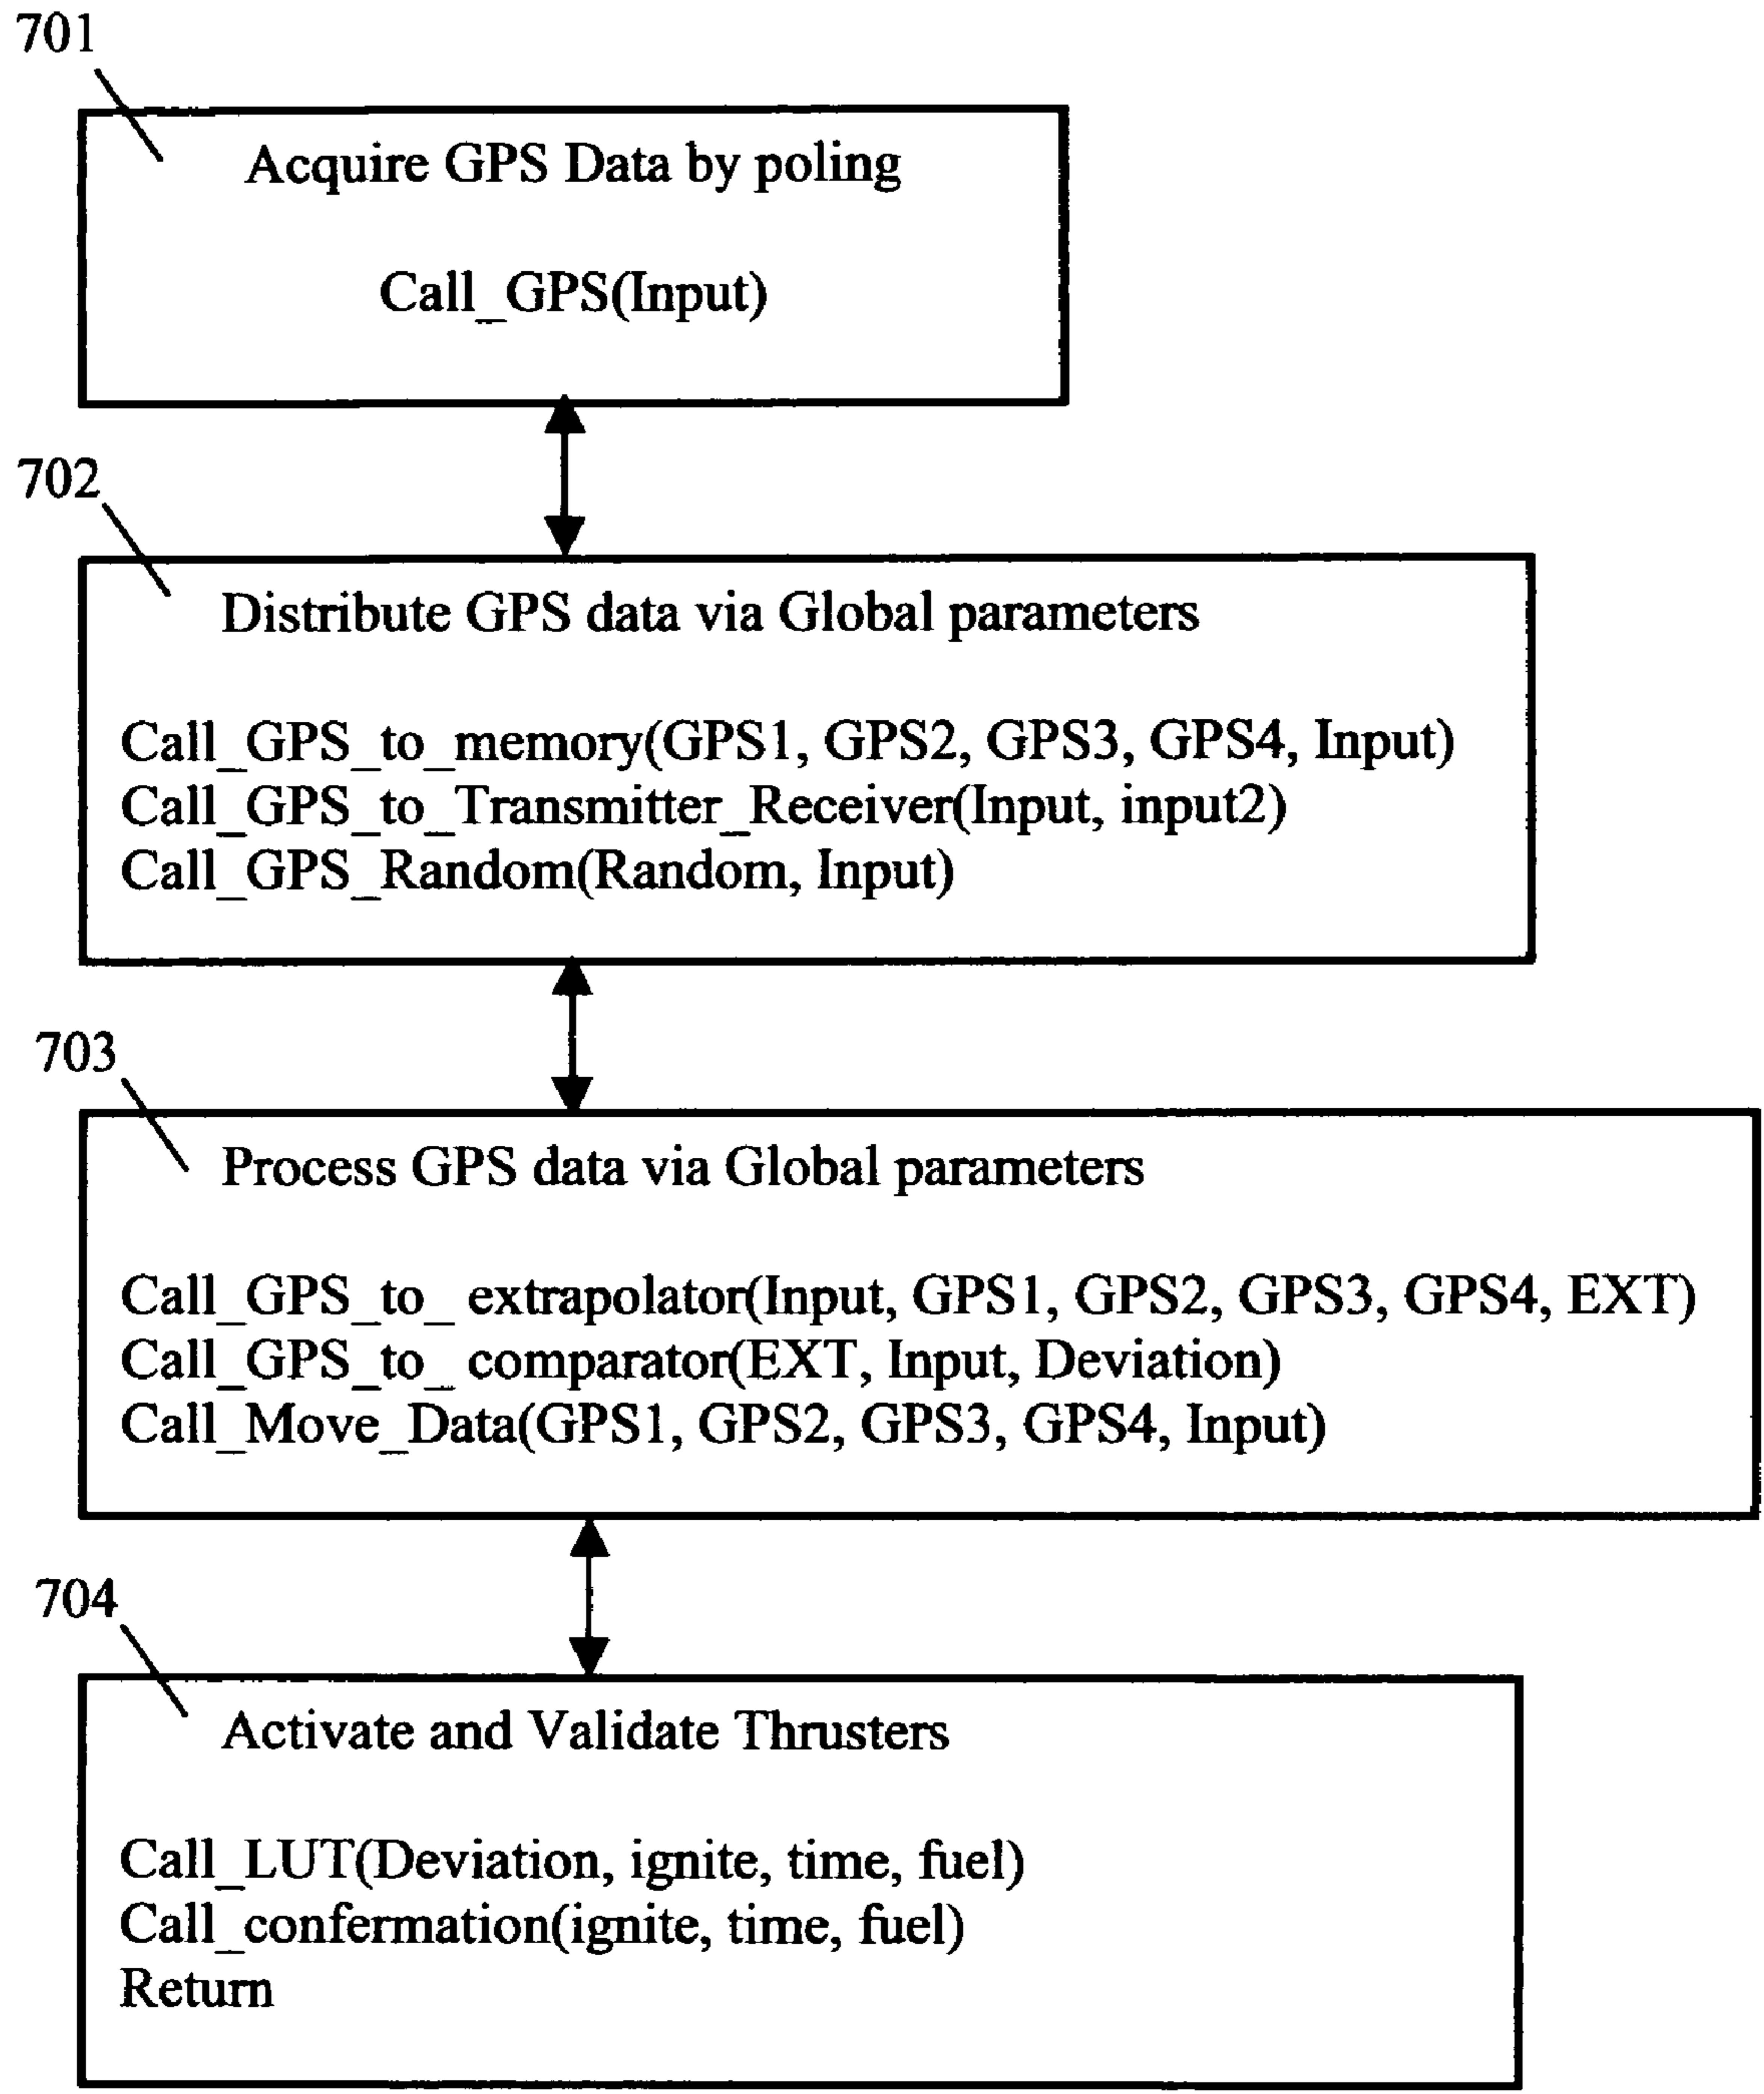 701
Acquire GPS Data by poling
Call_GPS(Input)
702
Distribute GPS data via Global parameters
Call_GPS_to_memory(GPS1, GPS2, GPS3, GPS4, Input)
Call_GPS_to_Transmitter_Receiver(Input, input2)
Call_GPS_Random(Random, Input)
703
Process GPS data via Global parameters
Call_GPS_to_ extrapolator(Input, GPS1, GPS2, GPS3, GPS4, EXT)
Call_GPS_to_ comparator(EXT, Input, Deviation)
Call_Move_Data(GPS1, GPS2, GPS3, GPS4, Input)
704
Activate and Validate Thrusters
Call_LUT(Deviation, ignite, time, fuel)
Call_confermation(ignite, time, fuel)
Return